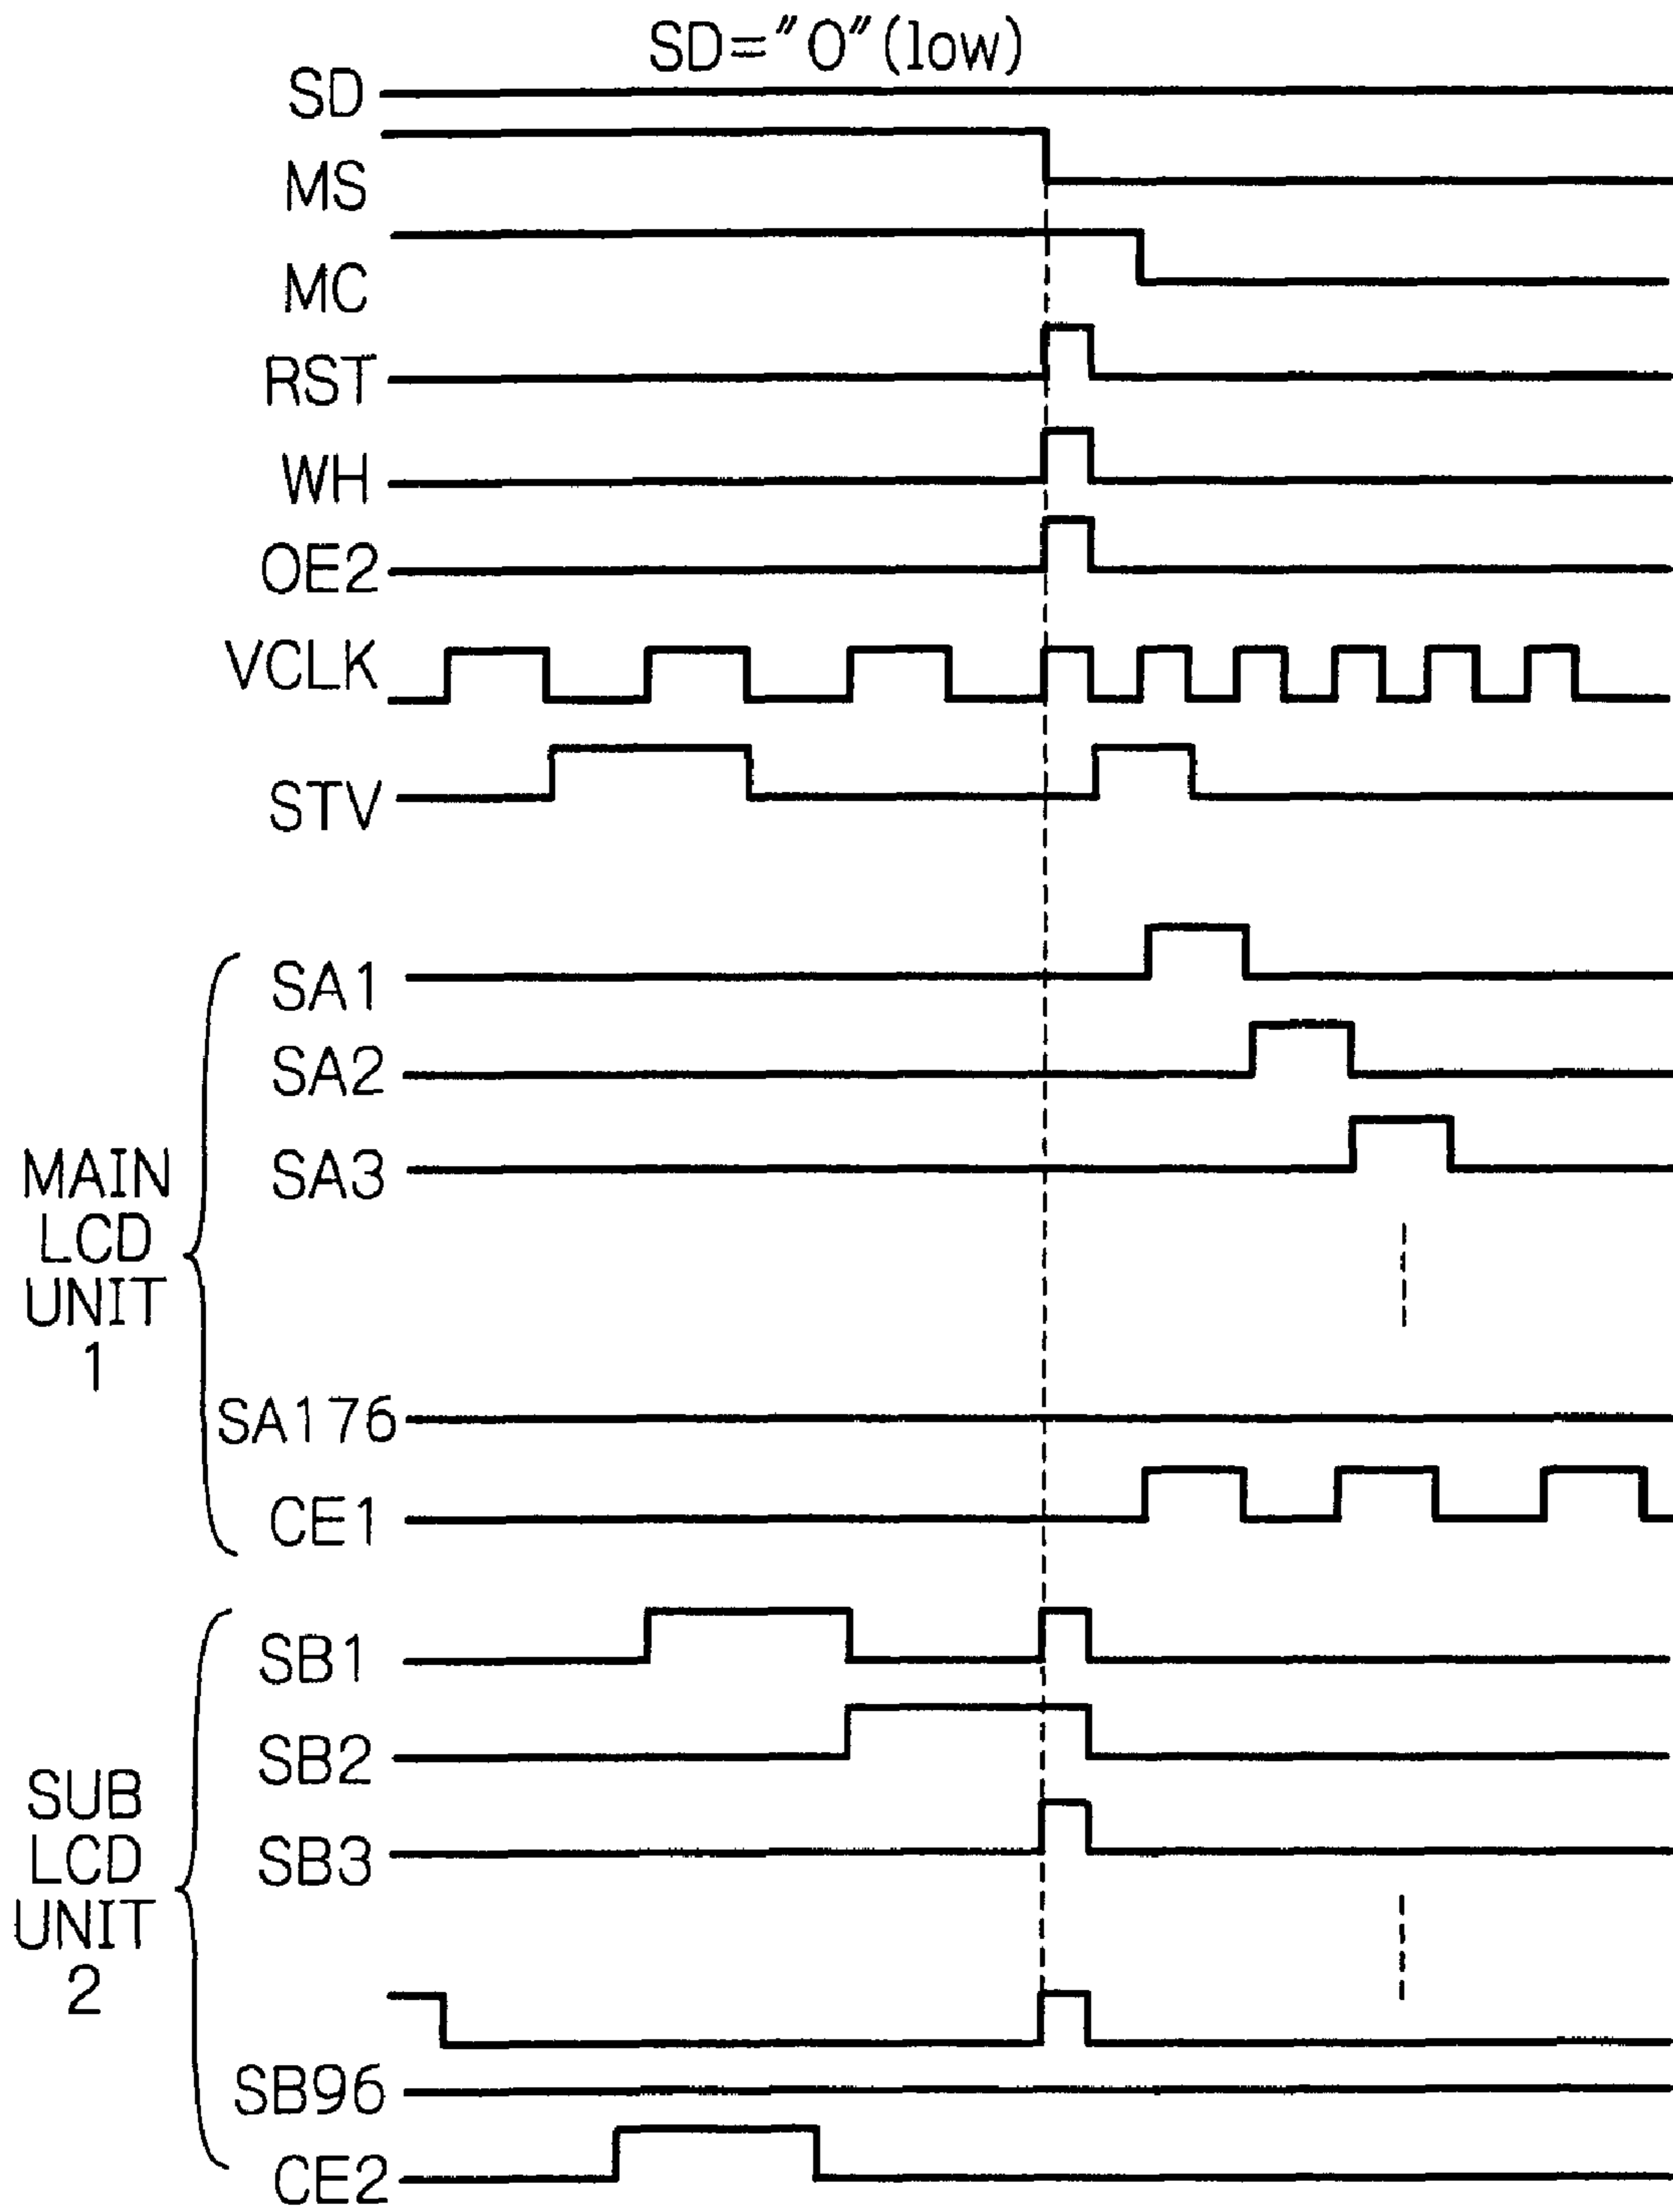 SD="0"(low)
SD
MS
MC
RST
WH
OE2
VCLK
STV
MAIN
LCD
UNIT
1
SA1
SA2
SA3
SA176
CE1
SUB
LCD
UNIT
2
SB1
SB2
SB3
SB96
CE2